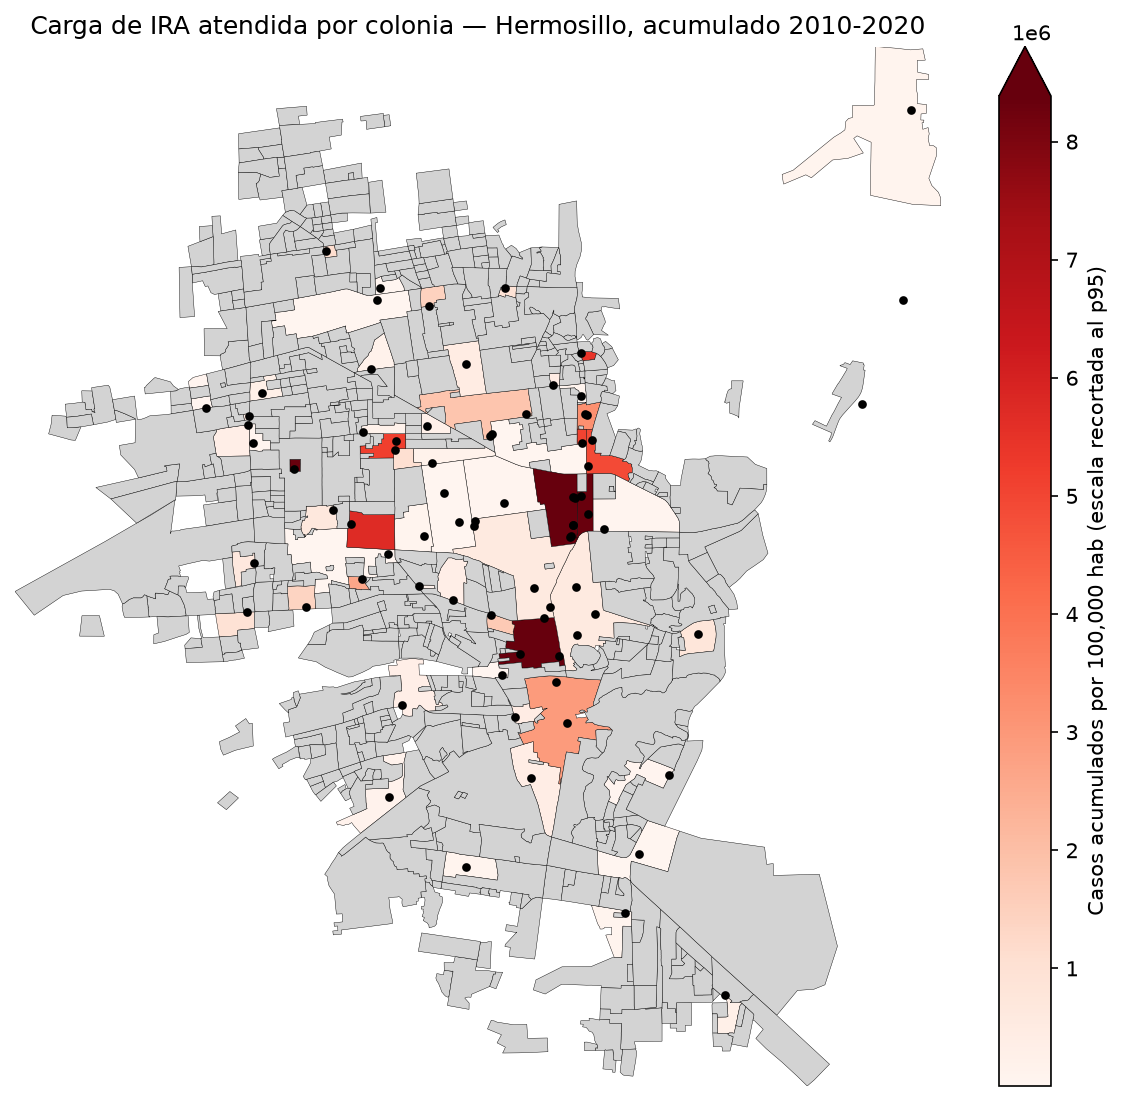 Carga de IRA atendida por colonia — Hermosillo, acumulado 2010-2020
1e6
8
7
6
5
4
3
2
1
Casos acumulados por 100,000 hab (escala recortada al p95)